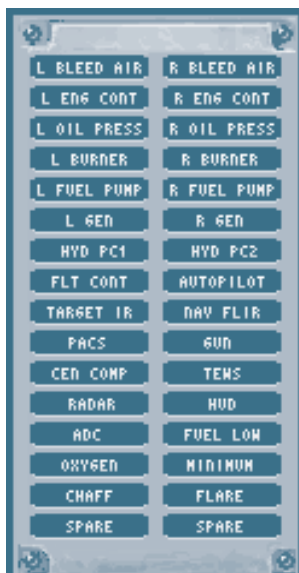 L BLEED AIR R BLEED AIR
L ENG CONT R ENG CONT
L OIL PRESS R OIL PRESS
L BURNER R BURNER
L FUEL PUMP R FUEL PUMP
L GEN R GEN
HYD PC1 HYD PC2
FLT CONT AUTOPILOT
TARGET IR NAV FLIR
PACS GUN
CEN COMP TEWS
RADAR HUD
ADC FUEL LOW
OXYGEN MINIMUM
CHAFF FLARE
SPARE SPARE